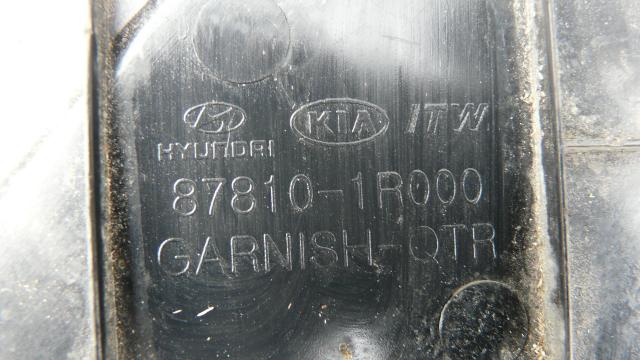 HYUNDAI KIA ITW
87810-1R000
GARNISH-QTR